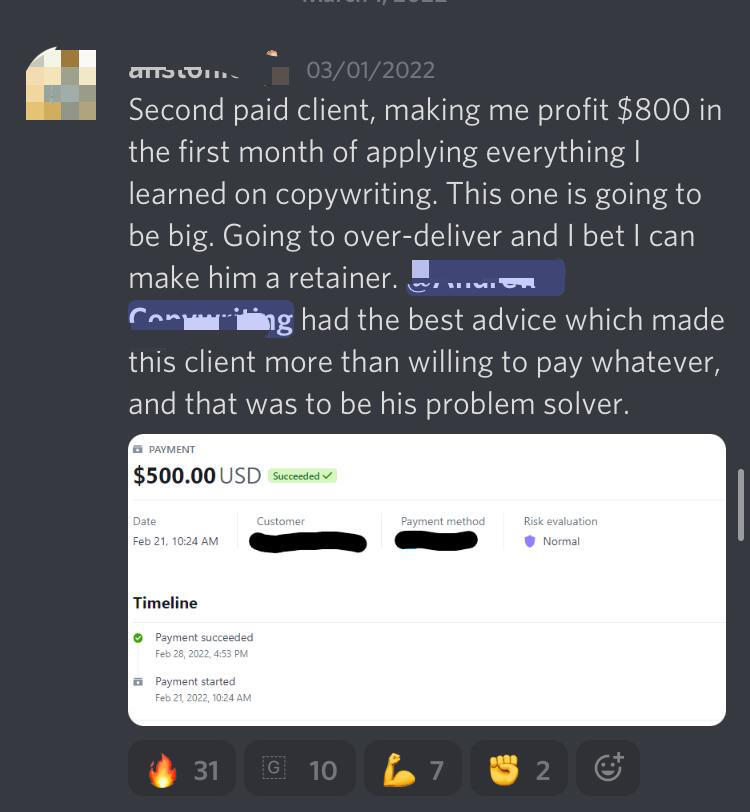 03/01/2022
Second paid client, making me profit $800 in
the first month of applying everything I
learned on copywriting. This one is going to
be big. Going to over-deliver and I bet I can
make him a retainer.
had the best advice which made
this client more than willing to pay whatever,
and that was to be his problem solver.
PAYMENT
$500.00 USD Succeeded
Date Customer Payment method Risk evaluation
Feb 21, 10:24 AM Normal
Timeline
Payment succeeded
Feb 28, 2022, 4:53 PM
Payment started
Feb 21, 2022, 10:24 AM
31 G 10 7 2